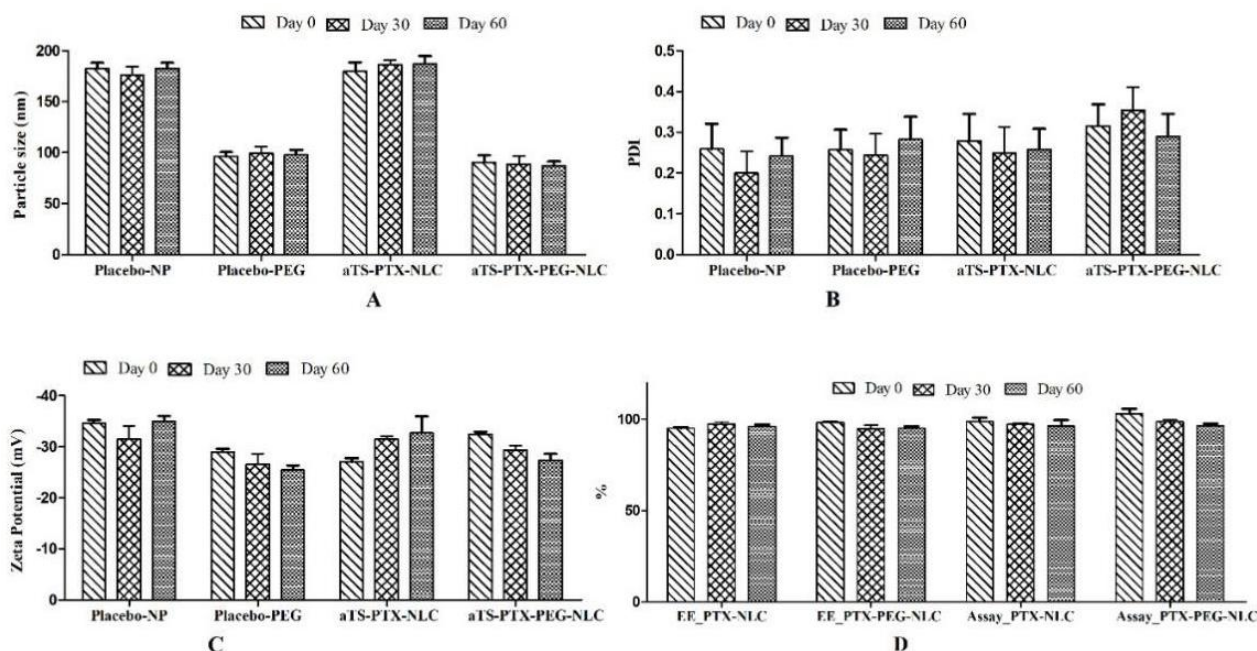 Day 0 Day 30 Day 60
Particle size (nm)
200
150
100
50
0
Placebo-NP Placebo-PEG aTS-PTX-NLC aTS-PTX-PEG-NLC
A
Day 0 Day 30 Day 60
PDI
0.5
0.4
0.3
0.2
0.1
0.0
Placebo-NP Placebo-PEG aTS-PTX-NLC aTS-PTX-PEG-NLC
B
Day 0 Day 30 Day 60
Zeta Potential (mV)
-40
-30
-20
-10
0
Placebo-NP Placebo-PEG aTS-PTX-NLC aTS-PTX-PEG-NLC
C
Day 0 Day 30 Day 60
%
100
50
0
EE_PTX-NLC EE_PTX-PEG-NLC Assay_PTX-NLC Assay_PTX-PEG-NLC
D